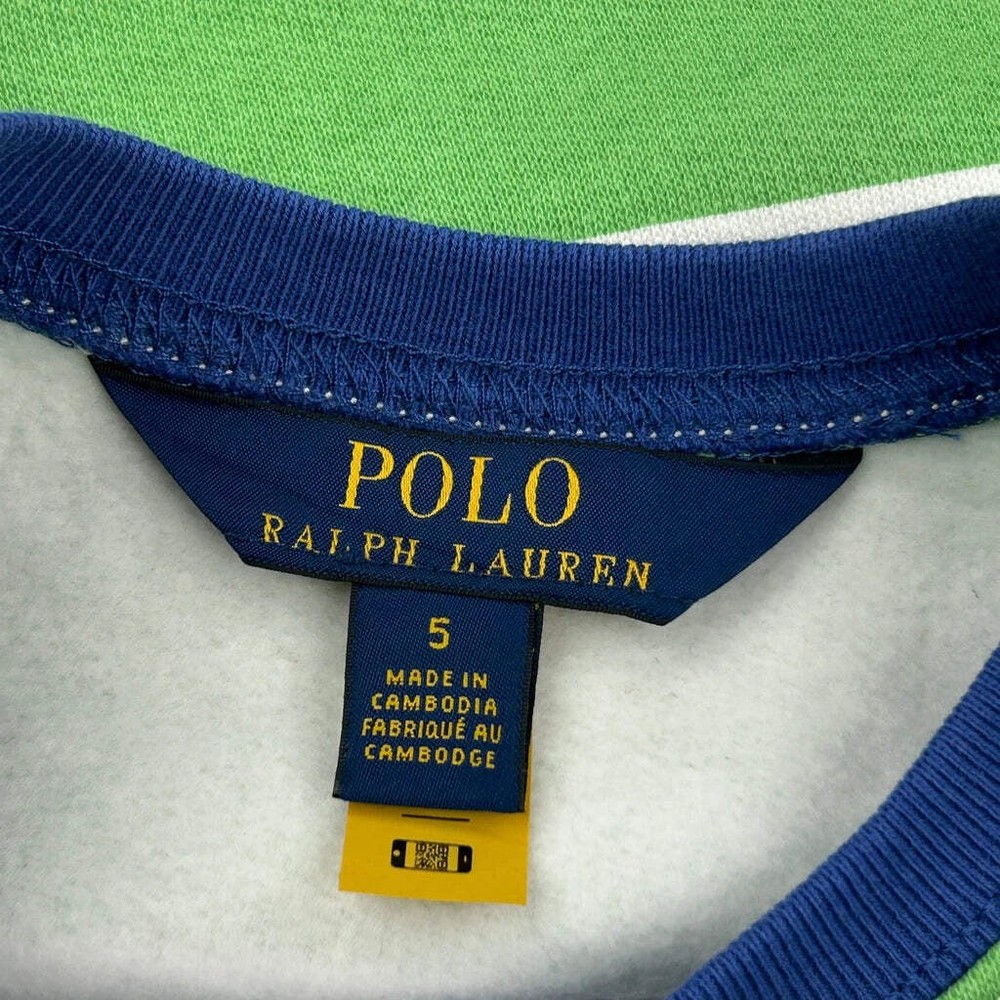 POLO
RALPH LAUREN
5
MADE IN
CAMBODIA
FABRIQUÉ AU
CAMBODGE